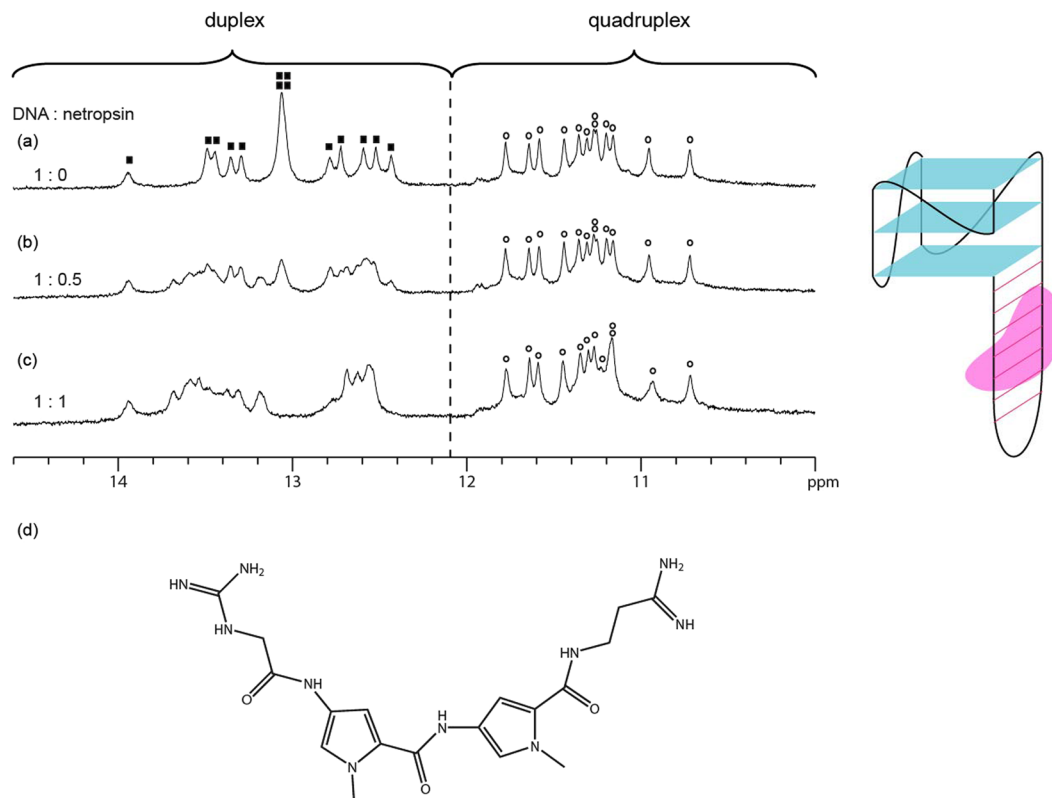 duplex quadruplex
DNA : netropsin
(a)
1 : 0
(b)
1 : 0.5
(c)
1 : 1
14 13 12 11 ppm
(d)
NH2
HN
HN
O
NH
N
O
H
N
N
O
HN
NH2
NH